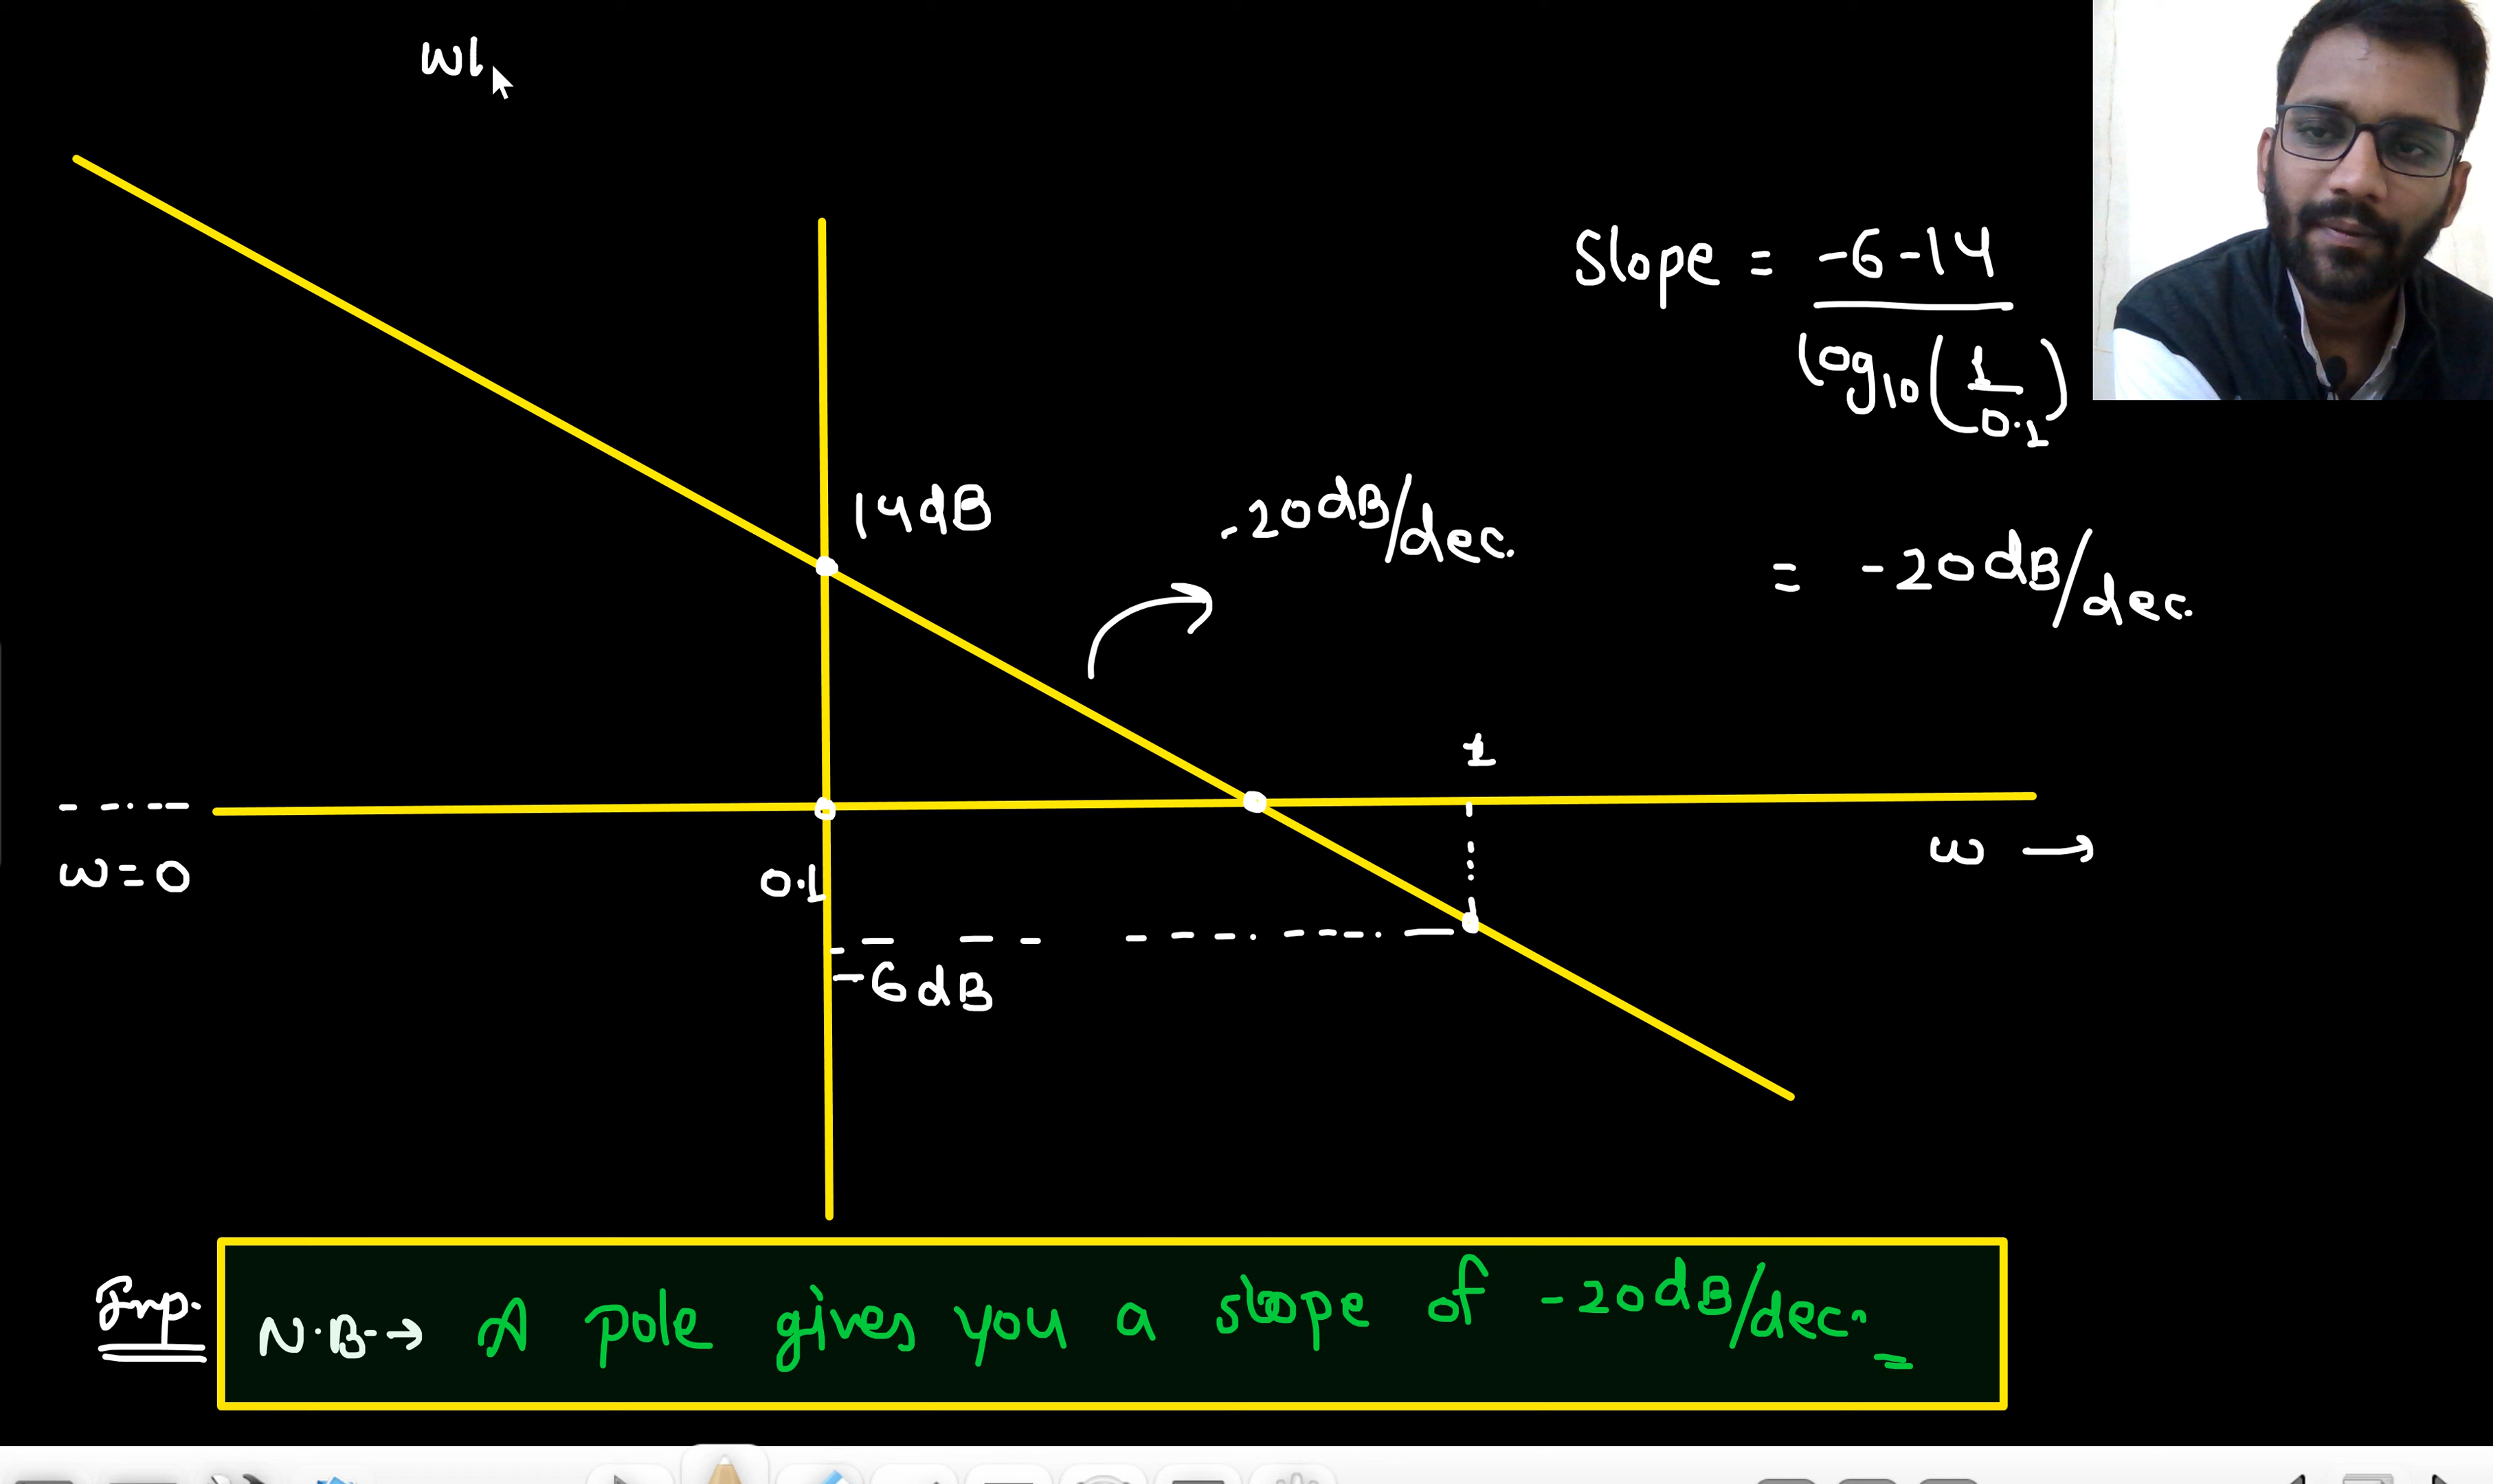 wl
Slope = -6-14
log10(1/0.1)
14dB
-20dB/dec.
= -20dB/dec.
1
ω=0
0.1
ω →
-6dB
Imp.
N.B→ A pole gives you a slope of -20dB/dec.